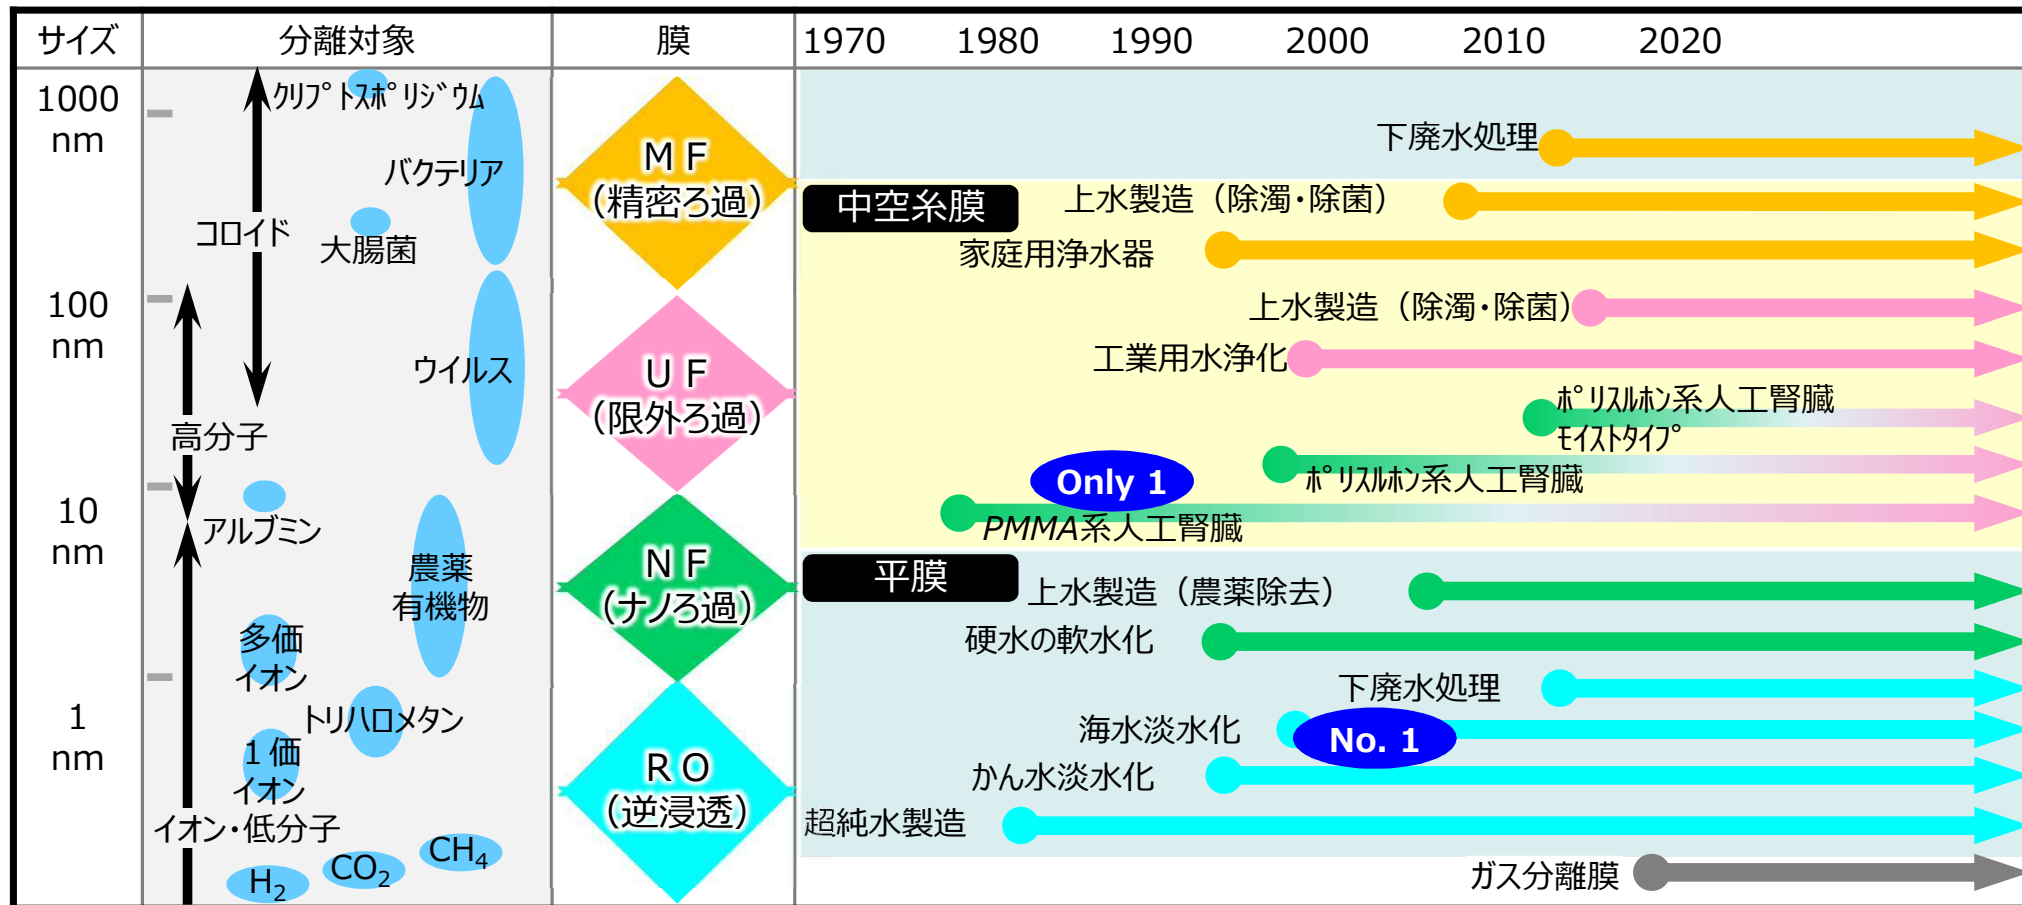 サイズ
分離対象
膜
1970 1980 1990 2000 2010 2020
1000
nm
100
nm
10
nm
1
nm
ｸﾘﾌﾟﾄｽﾎﾟﾘｼﾞｳﾑ
バクテリア
コロイド
大腸菌
ウイルス
高分子
アルブミン
農薬
有機物
多価
イオン
トリハロメタン
１価
イオン
イオン・低分子
H₂
CO₂
CH₄
ＭＦ
（精密ろ過）
ＵＦ
（限外ろ過）
ＮＦ
（ナノろ過）
ＲＯ
（逆浸透）
下廃水処理
中空糸膜
上水製造（除濁・除菌）
家庭用浄水器
上水製造（除濁・除菌）
工業用水浄化
ﾎﾟﾘｽﾙﾎﾝ系人工腎臓
ﾓｲｽﾄﾀｲﾌﾟ
ﾎﾟﾘｽﾙﾎﾝ系人工腎臓
Only 1
PMMA系人工腎臓
平膜
上水製造（農薬除去）
硬水の軟水化
下廃水処理
海水淡水化
No. 1
かん水淡水化
超純水製造
ガス分離膜